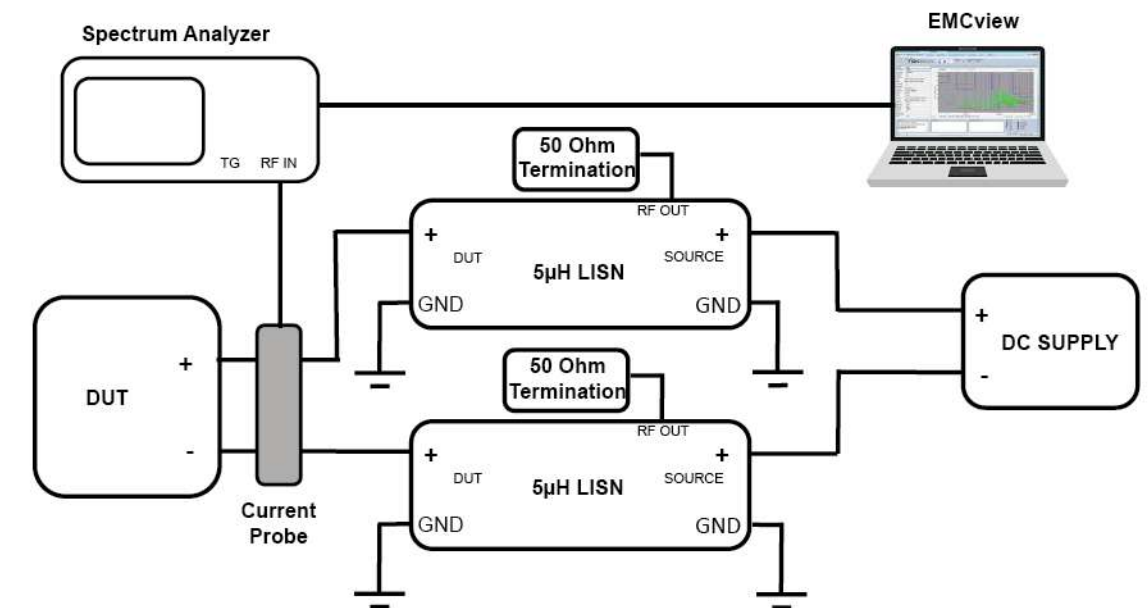 Spectrum Analyzer
EMCview
TG
RF IN
50 Ohm
Termination
RF OUT
+
DUT
5µH LISN
+
SOURCE
GND
GND
+
DC SUPPLY
-
50 Ohm
Termination
RF OUT
+
DUT
-
+
DUT
5µH LISN
+
SOURCE
GND
GND
Current
Probe